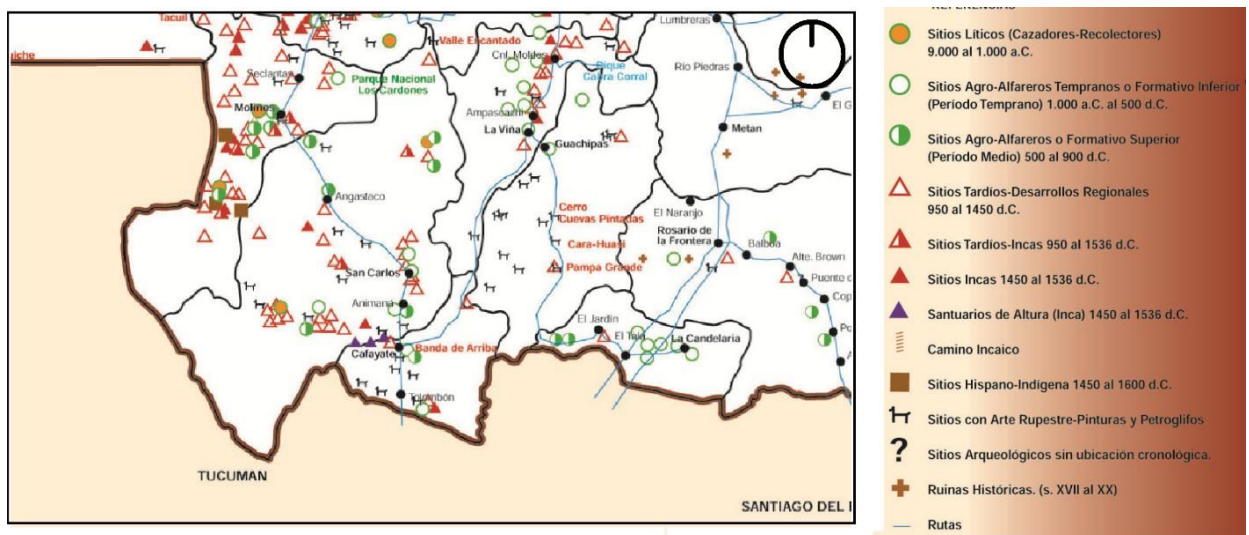 Tacuil
Lumbreras
Valle Encantado
Cnl. Moldes
iche
Dique
Cabra Corral
Río Piedras
Seclantas
Parque Nacional
Los Cardones
Molinos
Ampascachi
El G
La Viña
Metan
Guachipas
Angastaco
Cerro
Cuevas Pintadas
El Naranjo
Rosario de
la Frontera
Cara-Huasi
Balboa
Alte. Brown
San Carlos
Pampa Grande
Puente d
Animaná
Cop
El Jardín
El Tala
La Candelaria
Po
Cafayate
Banda de Arriba
A
Tolombón
TUCUMAN
SANTIAGO DEL
REFERENCIAS
Sitios Líticos (Cazadores-Recolectores)
9.000 al 1.000 a.C.
Sitios Agro-Alfareros Tempranos o Formativo Inferior
(Período Temprano) 1.000 a.C. al 500 d.C.
Sitios Agro-Alfareros o Formativo Superior
(Período Medio) 500 al 900 d.C.
Sitios Tardíos-Desarrollos Regionales
950 al 1450 d.C.
Sitios Tardíos-Incas 950 al 1536 d.C.
Sitios Incas 1450 al 1536 d.C.
Santuarios de Altura (Inca) 1450 al 1536 d.C.
Camino Incaico
Sitios Hispano-Indígena 1450 al 1600 d.C.
Sitios con Arte Rupestre-Pinturas y Petroglifos
? Sitios Arqueológicos sin ubicación cronológica.
Ruinas Históricas. (s. XVII al XX)
Rutas